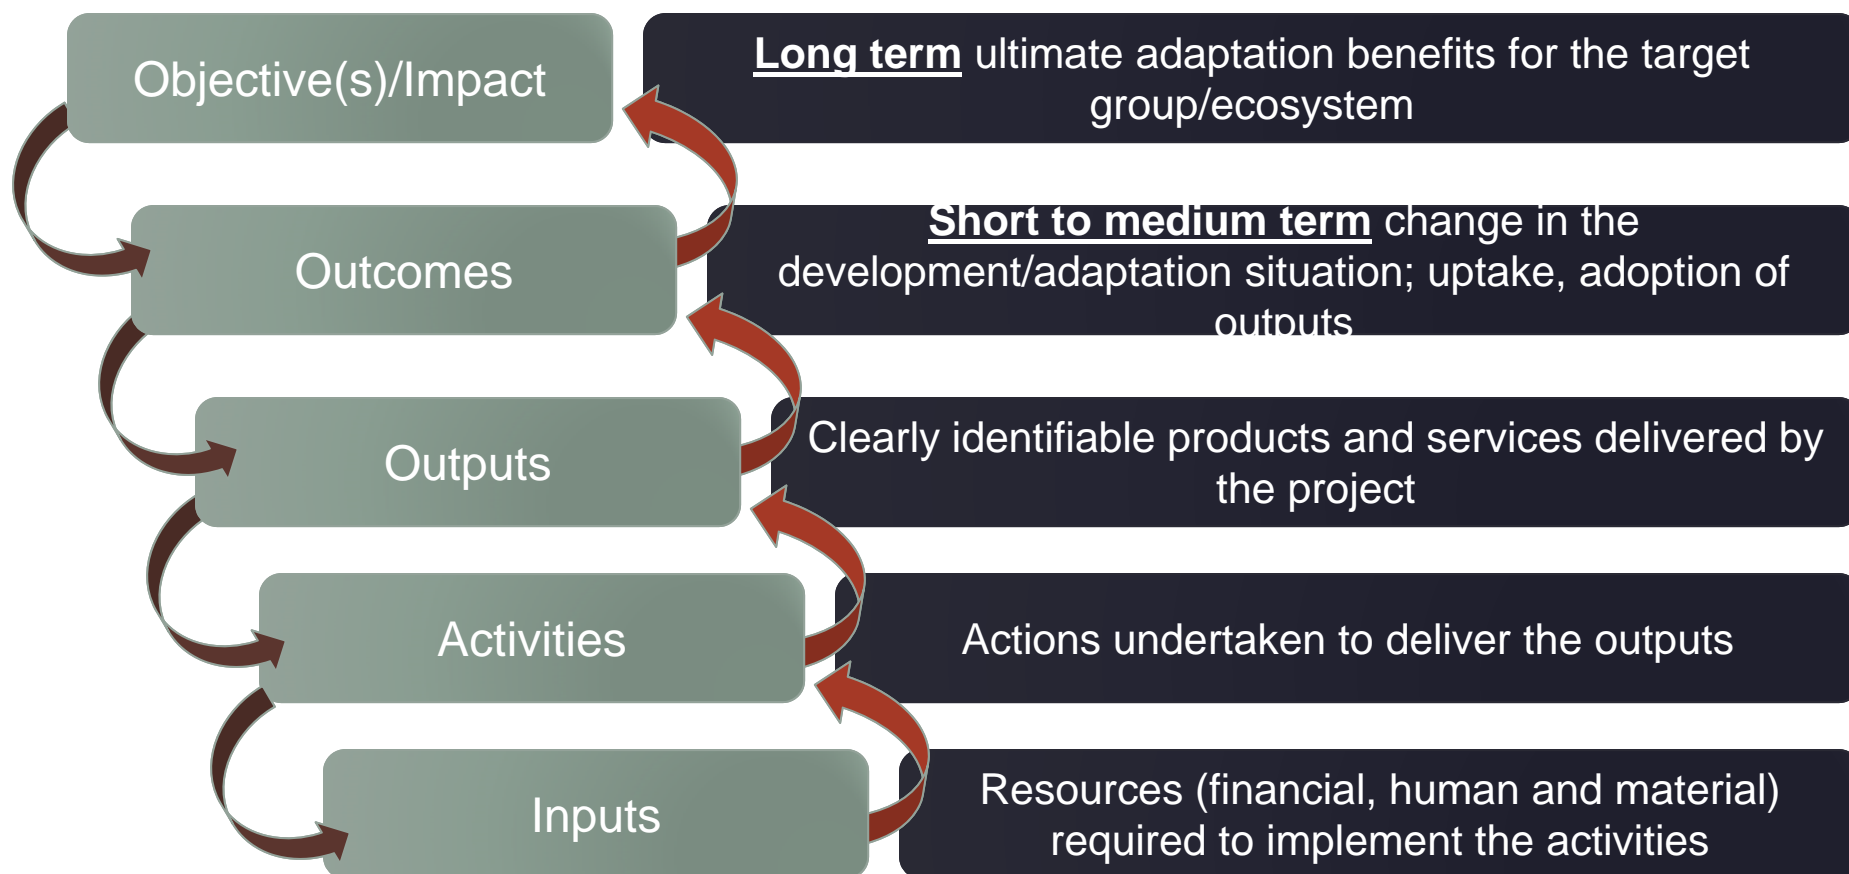 Objective(s)/Impact
Long term ultimate adaptation benefits for the target
group/ecosystem
Outcomes
Short to medium term change in the
development/adaptation situation; uptake, adoption of
outputs
Outputs
Clearly identifiable products and services delivered by
the project
Activities
Actions undertaken to deliver the outputs
Inputs
Resources (financial, human and material)
required to implement the activities